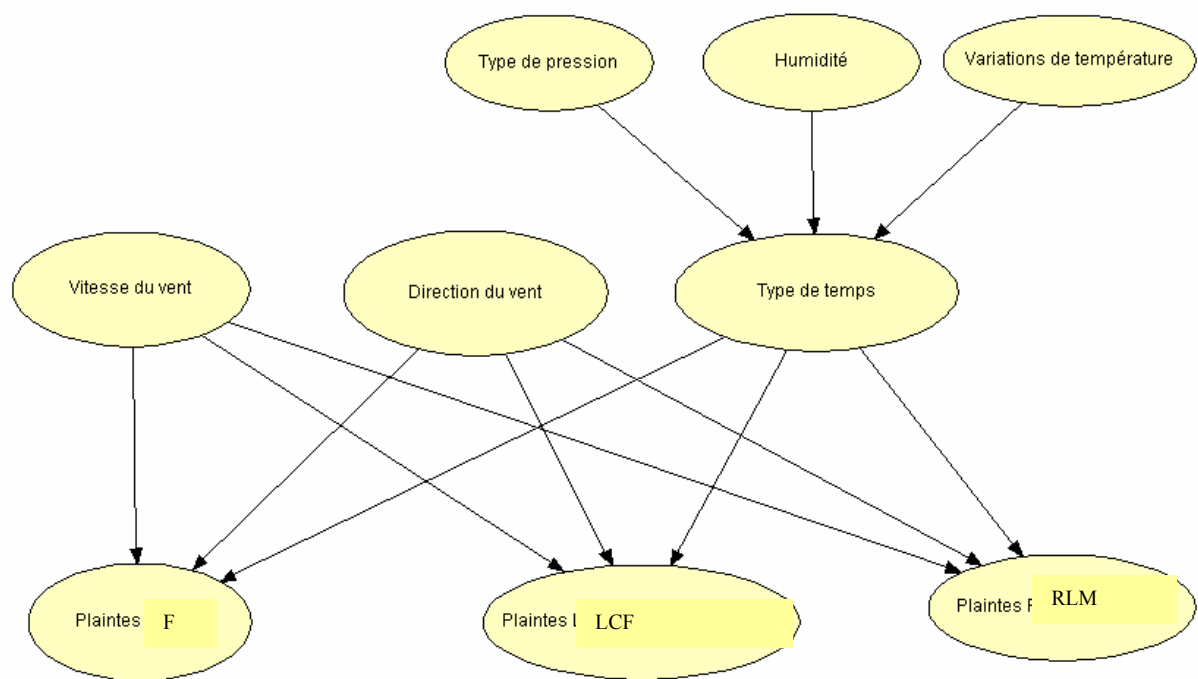 Type de pression
Humidité
Variations de température
Vitesse du vent
Direction du vent
Type de temps
Plaintes F
Plaintes L LCF
Plaintes F RLM